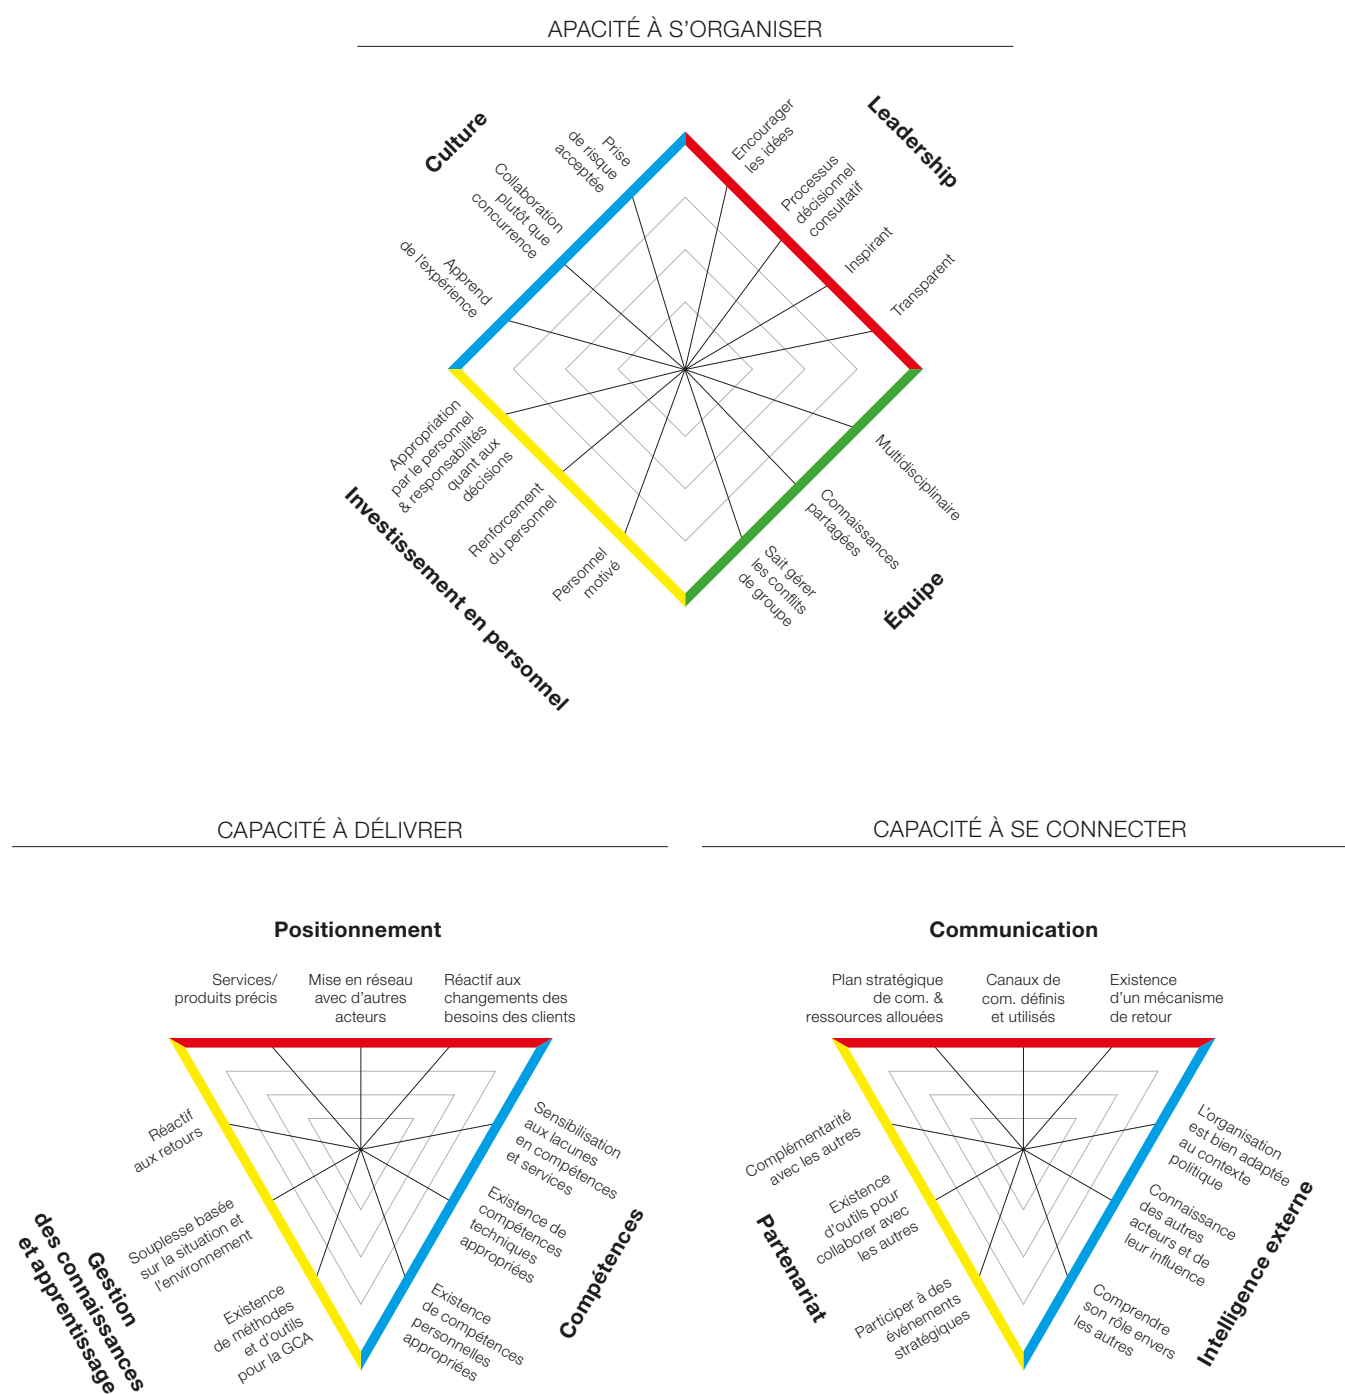 APACITÉ À S’ORGANISER
Culture
Leadership
Prise
de risque
acceptée
Collaboration
plutôt que
concurrence
Apprend
de l'expérience
Encourager
les idées
Processus
décisionnel
consultatif
Inspirant
Transparent
Appropriation
par le personnel
& responsabilités
quant aux
décisions
Renforcement
du personnel
Personnel
motivé
Investissement en personnel
Multidisciplinaire
Connaissances
partagées
Sait gérer
les conflits
de groupe
Équipe
CAPACITÉ À DÉLIVRER
Positionnement
Services/
produits précis
Mise en réseau
avec d’autres
acteurs
Réactif aux
changements des
besoins des clients
Réactif
aux retours
Souplesse basée
sur la situation et
l’environnement
Existence
de méthodes
et d’outils
pour la GCA
Gestion
des connaissances
et apprentissage
Sensibilisation
aux lacunes
en compétences
et services
Existence de
compétences
techniques
appropriées
Existence
de compétences
personnelles
appropriées
Compétences
CAPACITÉ À SE CONNECTER
Communication
Plan stratégique
de com. &
ressources allouées
Canaux de
com. définis
et utilisés
Existence
d’un mécanisme
de retour
Complémentarité
avec les autres
Existence
d’outils pour
collaborer avec
les autres
Participer à des
événements
stratégiques
Partenariat
L’organisation
est bien adaptée
au contexte
politique
Connaissance
des autres
acteurs et de
leur influence
Comprendre
son rôle envers
les autres
Intelligence externe